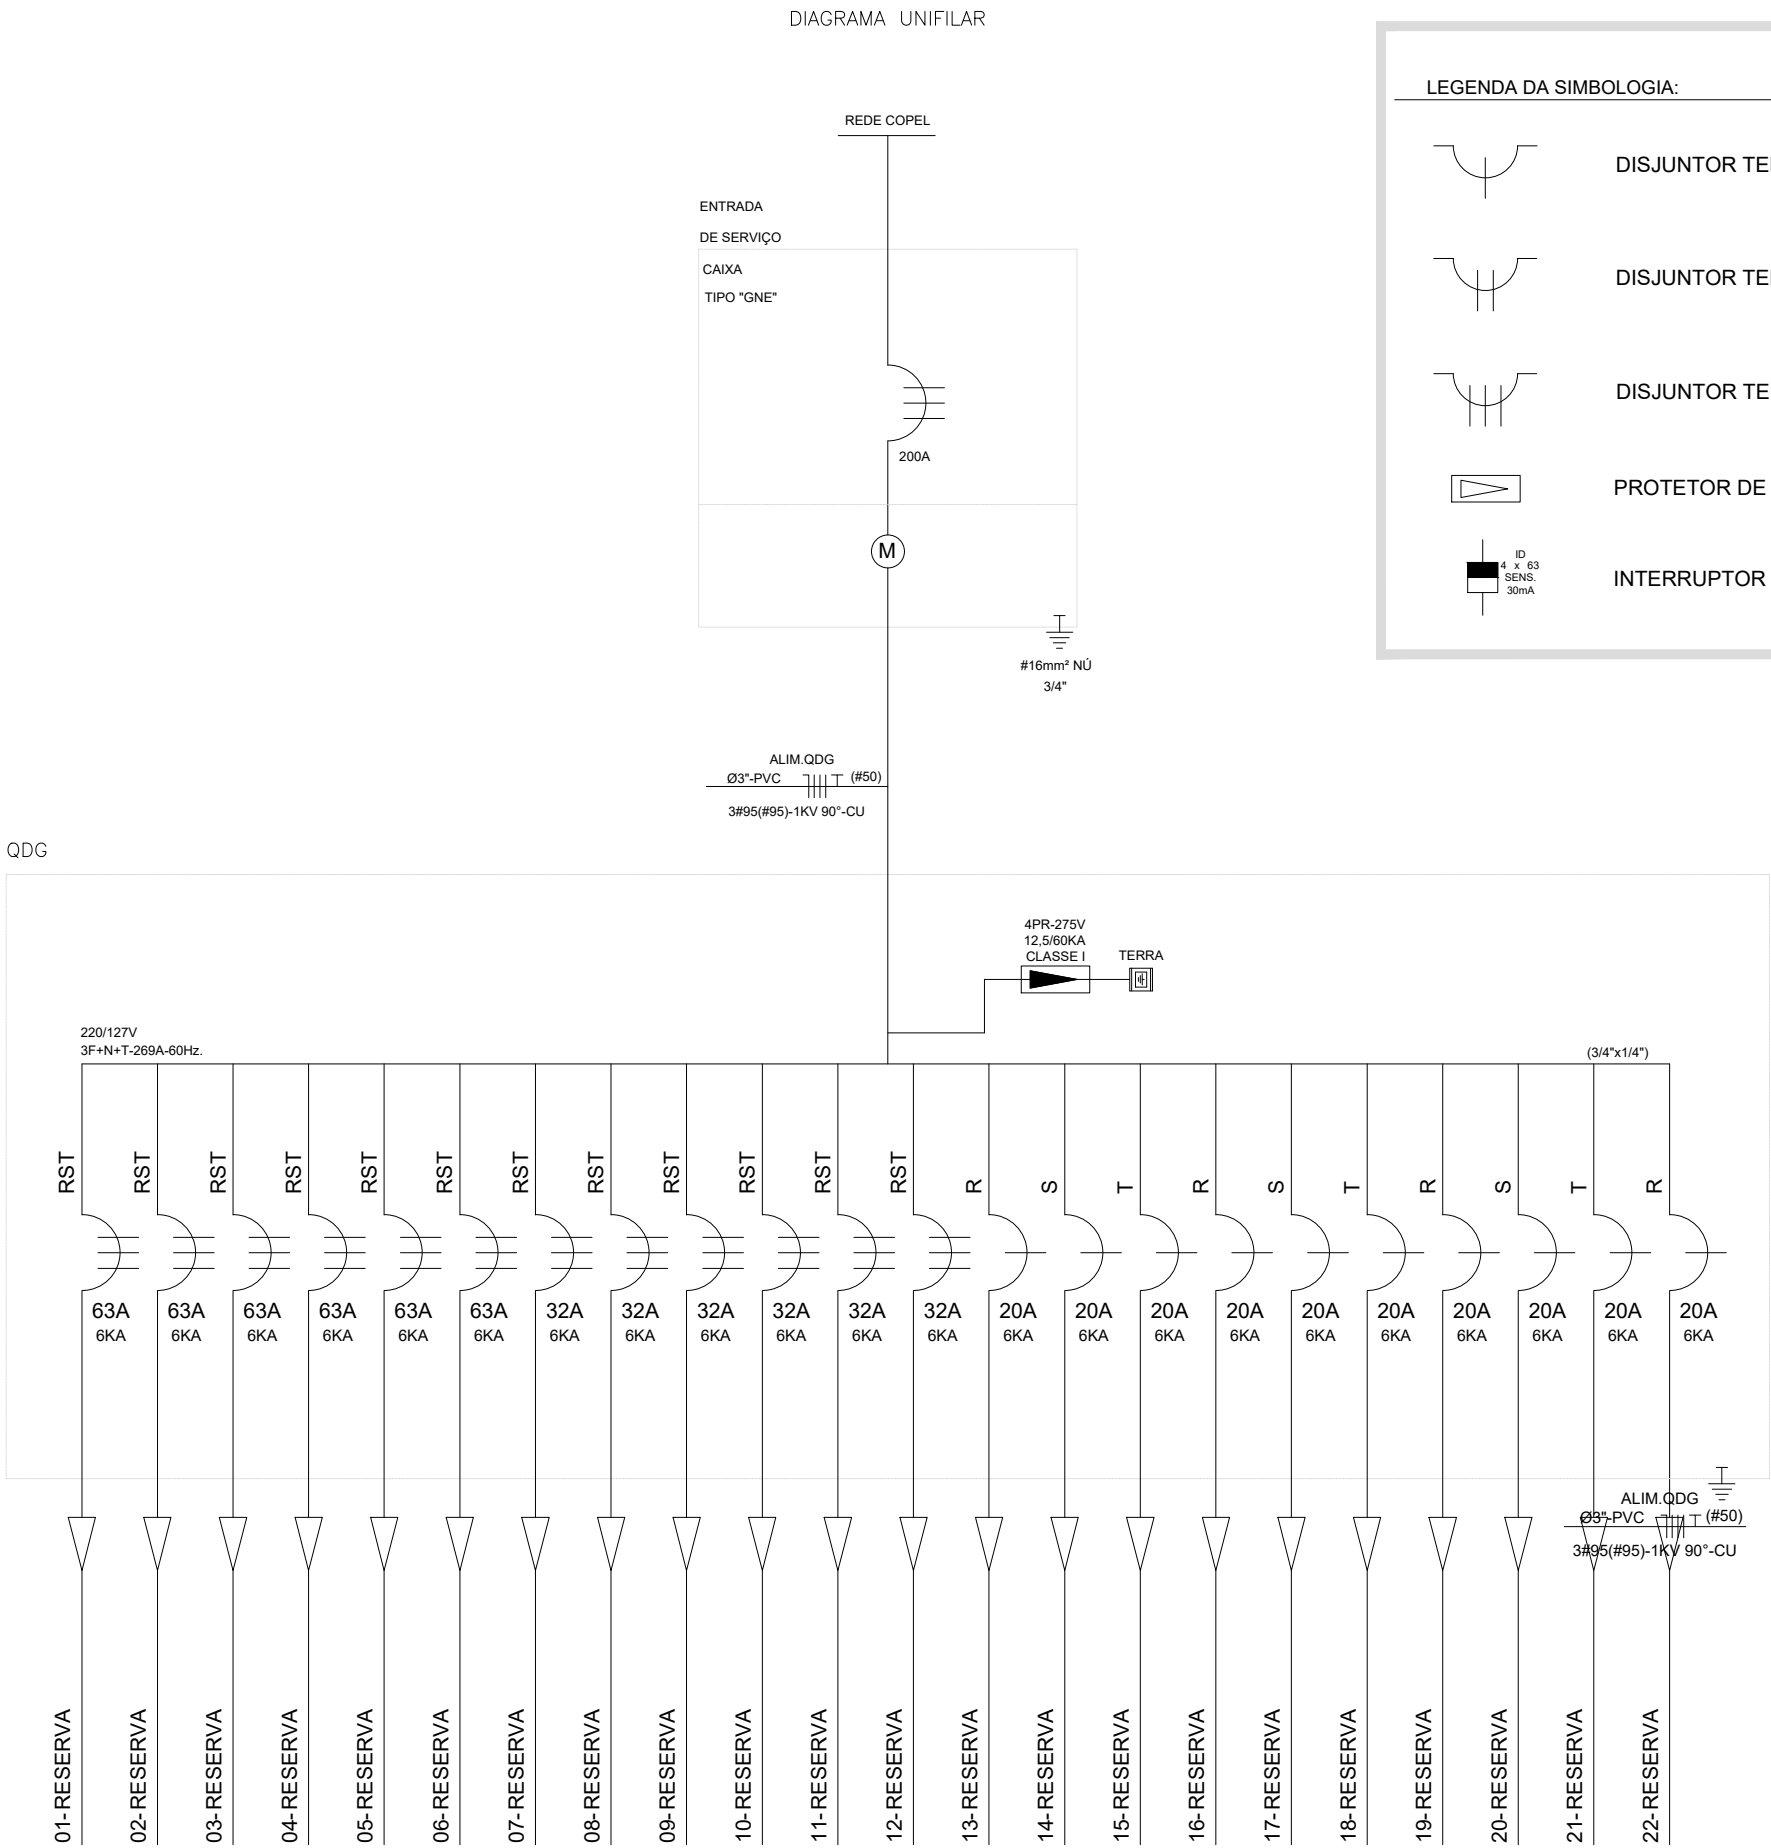 DIAGRAMA UNIFILAR
LEGENDA DA SIMBOLOGIA:
DISJUNTOR
DISJUNTOR
DISJUNTOR
PROTETOR DE
ID
4 x 63
SENS.
30mA
INTERRUPTOR
REDE COPEL
ENTRADA
DE SERVIÇO
CAIXA
TIPO "GNE"
200A
M
#16mm² NÚ
3/4"
ALIM.QDG
Ø3"-PVC (#50)
3#95(#95)-1KV 90°-CU
QDG
4PR-275V
12,5/60KA
CLASSE I
TERRA
220/127V
3F+N+T-269A-60Hz.
(3/4"x1/4")
RST RST RST RST RST RST RST RST RST RST RST RST R S T R S T R S T R
63A 63A 63A 63A 63A 63A 32A 32A 32A 32A 32A 32A 20A 20A 20A 20A 20A 20A 20A 20A 20A 20A
6KA 6KA 6KA 6KA 6KA 6KA 6KA 6KA 6KA 6KA 6KA 6KA 6KA 6KA 6KA 6KA 6KA 6KA 6KA 6KA 6KA 6KA
ALIM.QDG
Ø3"-PVC (#50)
3#95(#95)-1KV 90°-CU
01-RESERVA
02-RESERVA
03-RESERVA
04-RESERVA
05-RESERVA
06-RESERVA
07-RESERVA
08-RESERVA
09-RESERVA
10-RESERVA
11-RESERVA
12-RESERVA
13-RESERVA
14-RESERVA
15-RESERVA
16-RESERVA
17-RESERVA
18-RESERVA
19-RESERVA
20-RESERVA
21-RESERVA
22-RESERVA